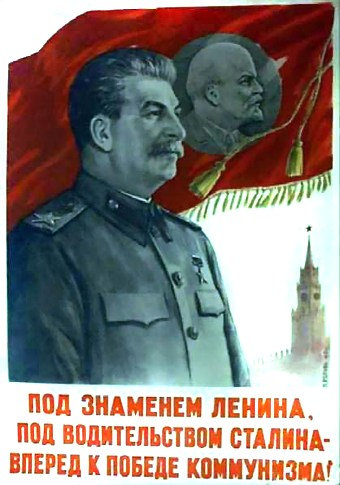 ПОД ЗНАМЕНЕМ ЛЕНИНА,
ПОД ВОДИТЕЛЬСТВОМ СТАЛИНА-
ВПЕРЕД К ПОБЕДЕ КОММУНИЗМА!